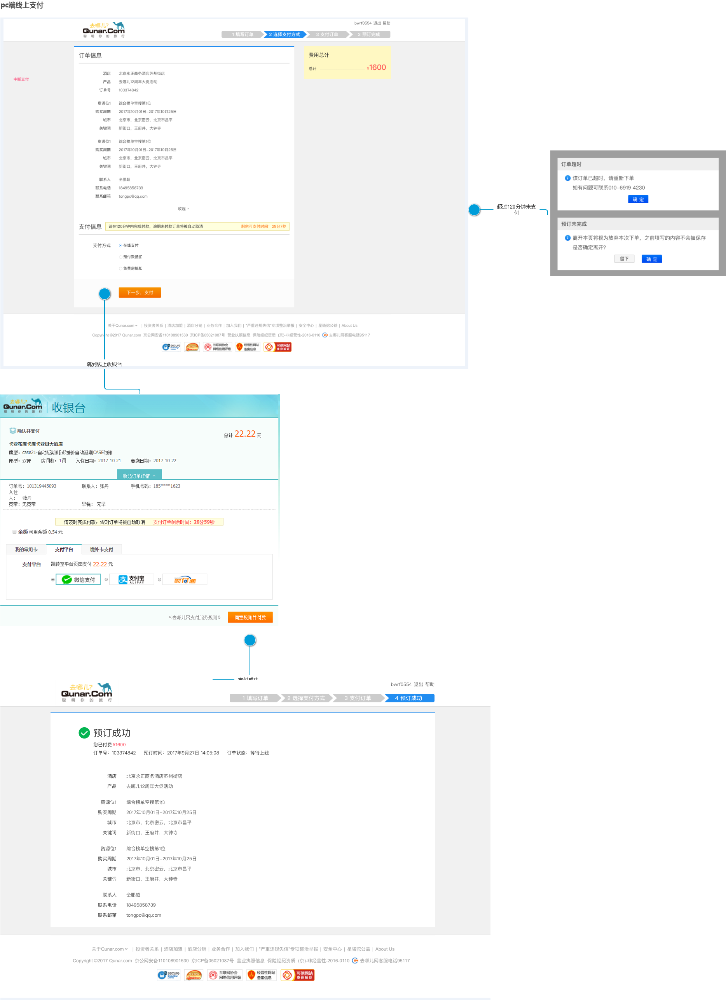 pc端线上支付
去哪儿?
Qunar.Com
聪明你的旅行
bwrf0554 退出 帮助
1 填写订单 2 选择支付方式 3 支付订单 3 预订完成
中断支付
订单信息
酒店 北京永正商务酒店苏州街店
产品 去哪儿12周年大促活动
订单号 103374842
资源位1 综合榜单空搜第1位
购买周期 2017年10月01日-2017年10月25日
城市 北京市，北京密云，北京市昌平
关键词 新街口，王府井，大钟寺
资源位1 综合榜单空搜第1位
购买周期 2017年10月01日-2017年10月25日
城市 北京市，北京密云，北京市昌平
关键词 新街口，王府井，大钟寺
联系人 仝鹏超
联系电话 18495858739
联系邮箱 tongpc@qq.com
收起
费用总计
总计 ¥1600
支付信息 请在120分钟内完成付款，逾期未付款订单将被自动取消 剩余可支付时间：29分7秒
支付方式 在线支付
预付款抵扣
免费房抵扣
下一步，支付
超过120分钟未支
付
订单超时
该订单已超时，请重新下单
如有问题可联系010-6919 4230
确 定
预订未完成
离开本页将视为放弃本次下单，之前填写的内容不会被保存
是否确定离开?
留下 确 定
关于Qunar.com | 投资者关系 | 酒店加盟 | 酒店分销 | 业务合作 | 加入我们 | "严重违规失信"专项整治举报 | 安全中心 | 星骆驼公益 | About Us
Copyright ©2017 Qunar.com 京公网安备110108901530 京ICP备05021087号 营业执照信息 保险经纪资质 (京)-非经营性-2016-0110 去哪儿网客服电话95117
secure
GlobalSign
互联网协会
网络信用评级
经营性网站
备案信息
可信网站
身份验证
跳到线上收银台
去哪儿?
Qunar.Com
聪明你的旅行
收银台
确认并支付
总计 22.22 元
卡亚布库卡库卡亚县大酒店
房型：case21-自动延期测试勿删-自动延期CASE勿删
床型：双床 房间数：1间 入住日期：2017-10-21 离店日期：2017-10-22
收起订单详情
订单号：101319445093 联系人：张丹 手机号码：185****1623
入住
人： 张丹
宽带：无宽带 早餐： 无早
请及时完成付款，否则订单将被自动取消 支付订单剩余时间：28分59秒
余额 可用余额 0.54 元
我的常用卡 支付平台 境外卡支付
支付平台 跳转至平台页面支付 22.22 元
微信支付 支付宝 ALIPAY 财付通
《去哪儿网支付服务规则》 同意规则并付款
支付成功
去哪儿?
Qunar.Com
聪明你的旅行
bwrf0554 退出 帮助
1 填写订单 2 选择支付方式 3 支付订单 4 预订成功
预订成功
您已付费 ¥1600
订单号：103374842 预订时间：2017年9月27日 14:05:08 订单状态：等待上线
酒店 北京永正商务酒店苏州街店
产品 去哪儿12周年大促活动
资源位1 综合榜单空搜第1位
购买周期 2017年10月01日-2017年10月25日
城市 北京市，北京密云，北京市昌平
关键词 新街口，王府井，大钟寺
资源位1 综合榜单空搜第1位
购买周期 2017年10月01日-2017年10月25日
城市 北京市，北京密云，北京市昌平
关键词 新街口，王府井，大钟寺
联系人 仝鹏超
联系电话 18495858739
联系邮箱 tongpc@qq.com
关于Qunar.com | 投资者关系 | 酒店加盟 | 酒店分销 | 业务合作 | 加入我们 | "严重违规失信"专项整治举报 | 安全中心 | 星骆驼公益 | About Us
Copyright ©2017 Qunar.com 京公网安备110108901530 京ICP备05021087号 营业执照信息 保险经纪资质 (京)-非经营性-2016-0110 去哪儿网客服电话95117
secure
GlobalSign
互联网协会
网络信用评级
经营性网站
备案信息
可信网站
身份验证